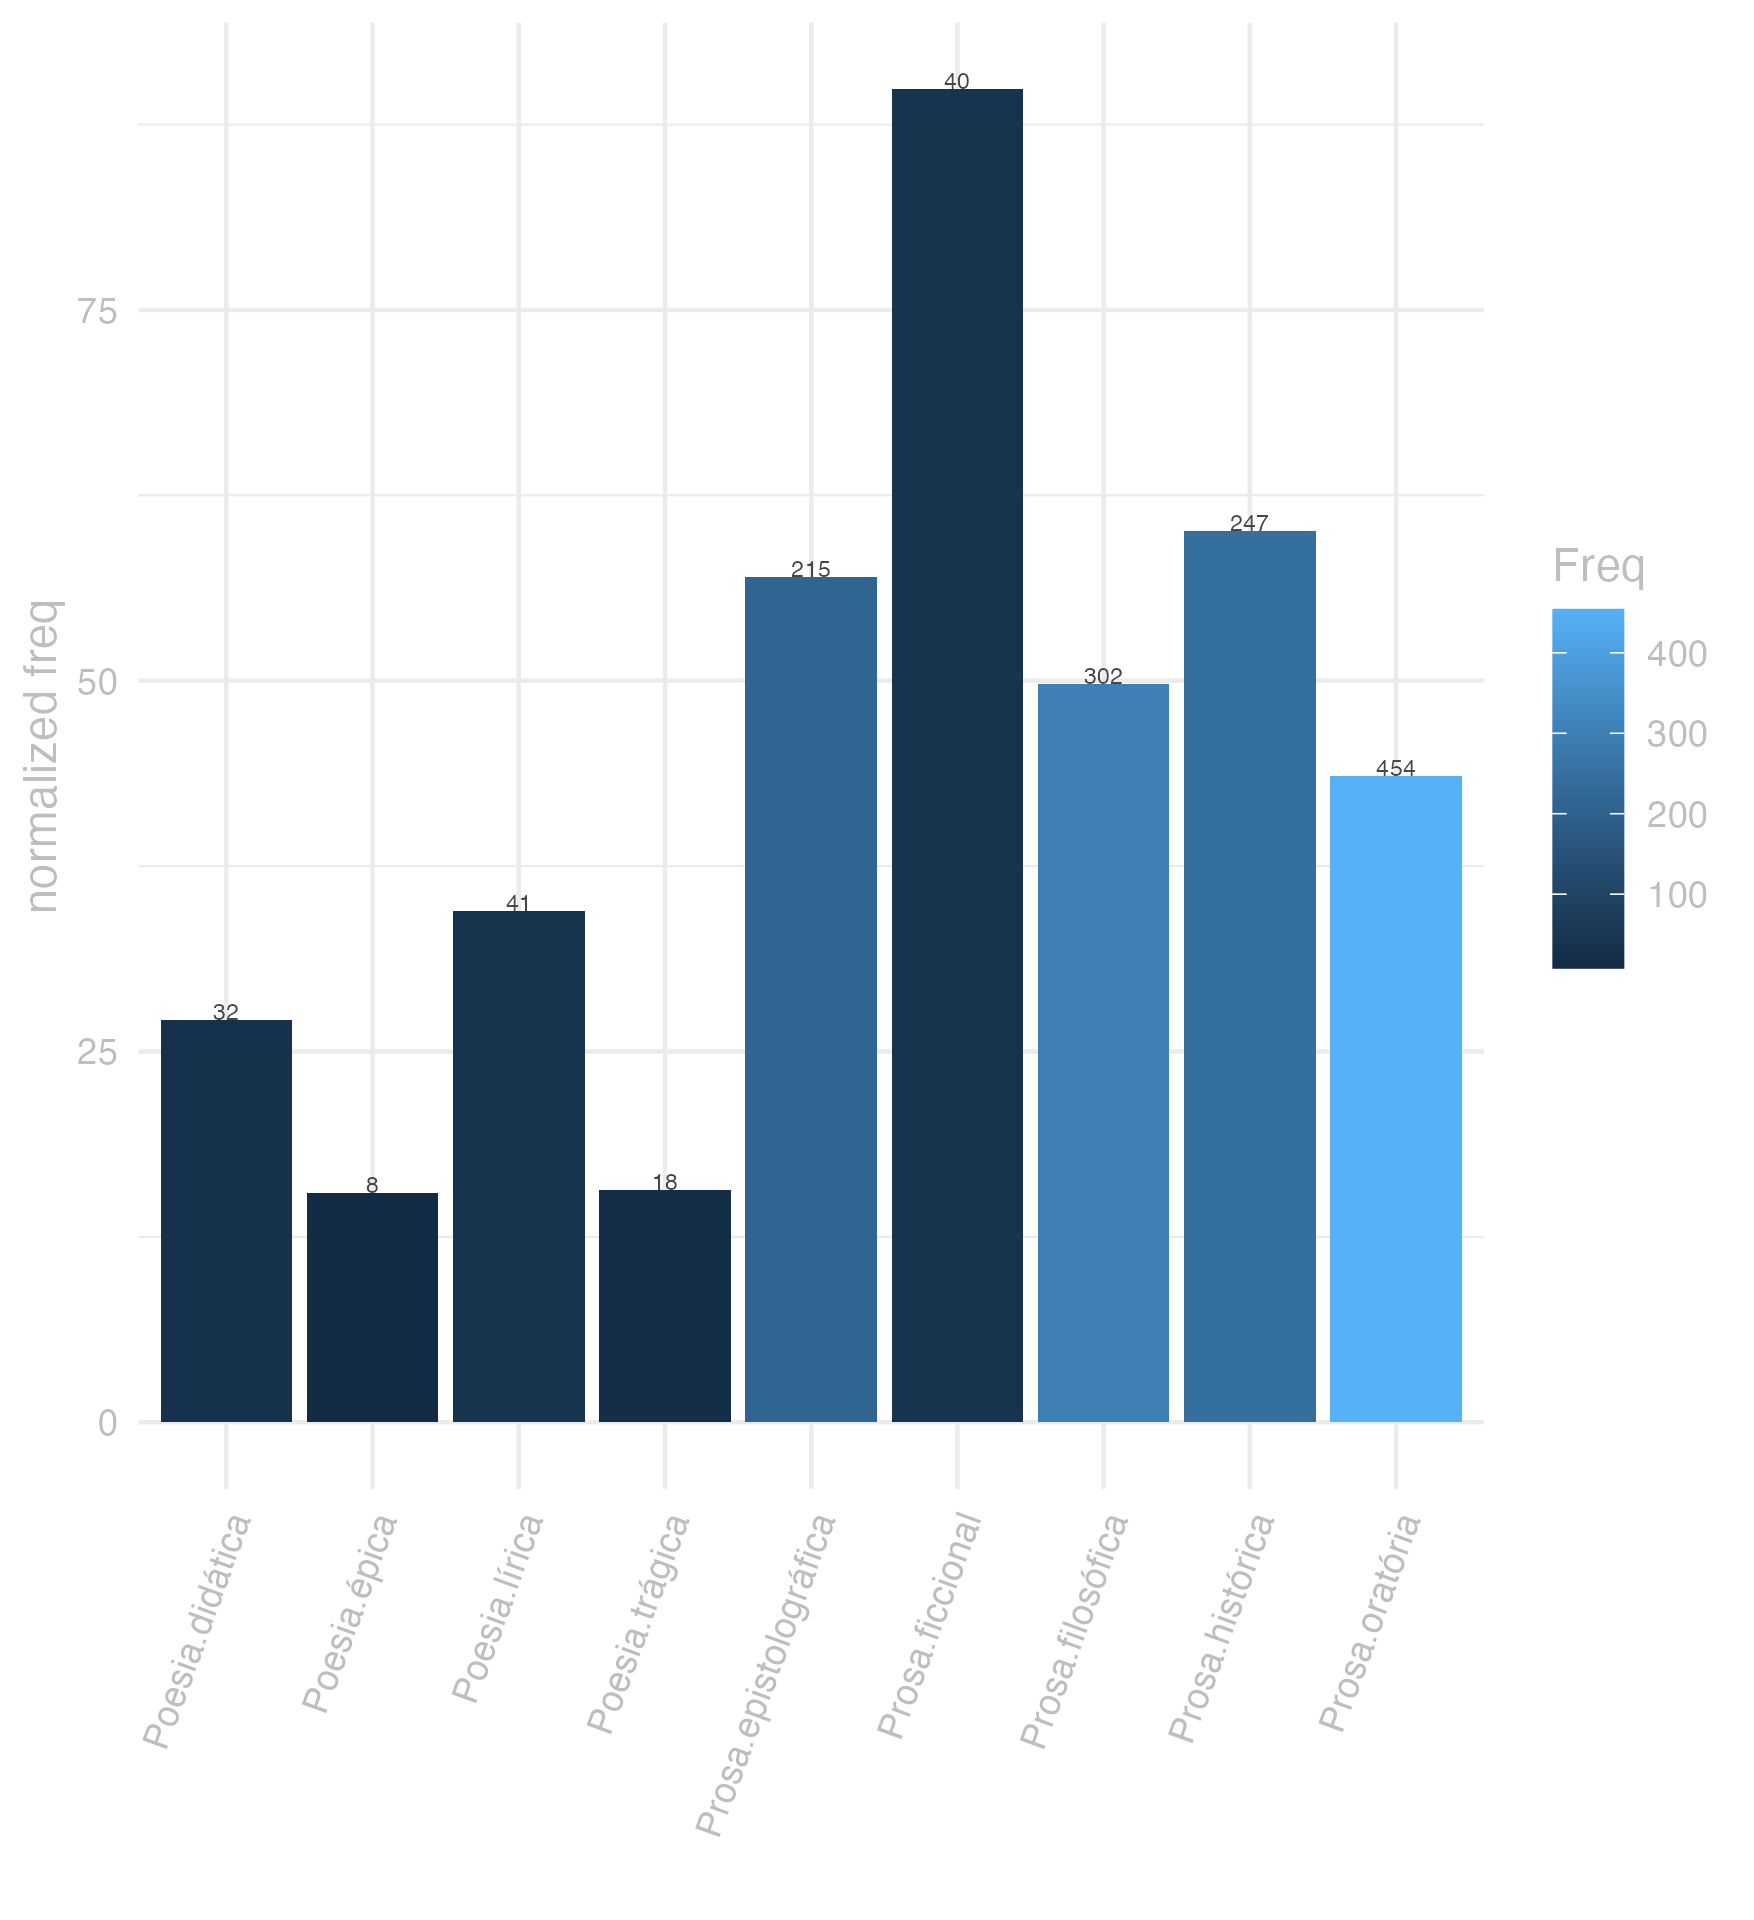 normalized freq
75
50
25
0
32
8
41
18
215
40
302
247
454
Poesia.didática
Poesia.épica
Poesia.lírica
Poesia.trágica
Prosa.epistolográfica
Prosa.ficcional
Prosa.filosófica
Prosa.histórica
Prosa.oratória
Freq
400
300
200
100